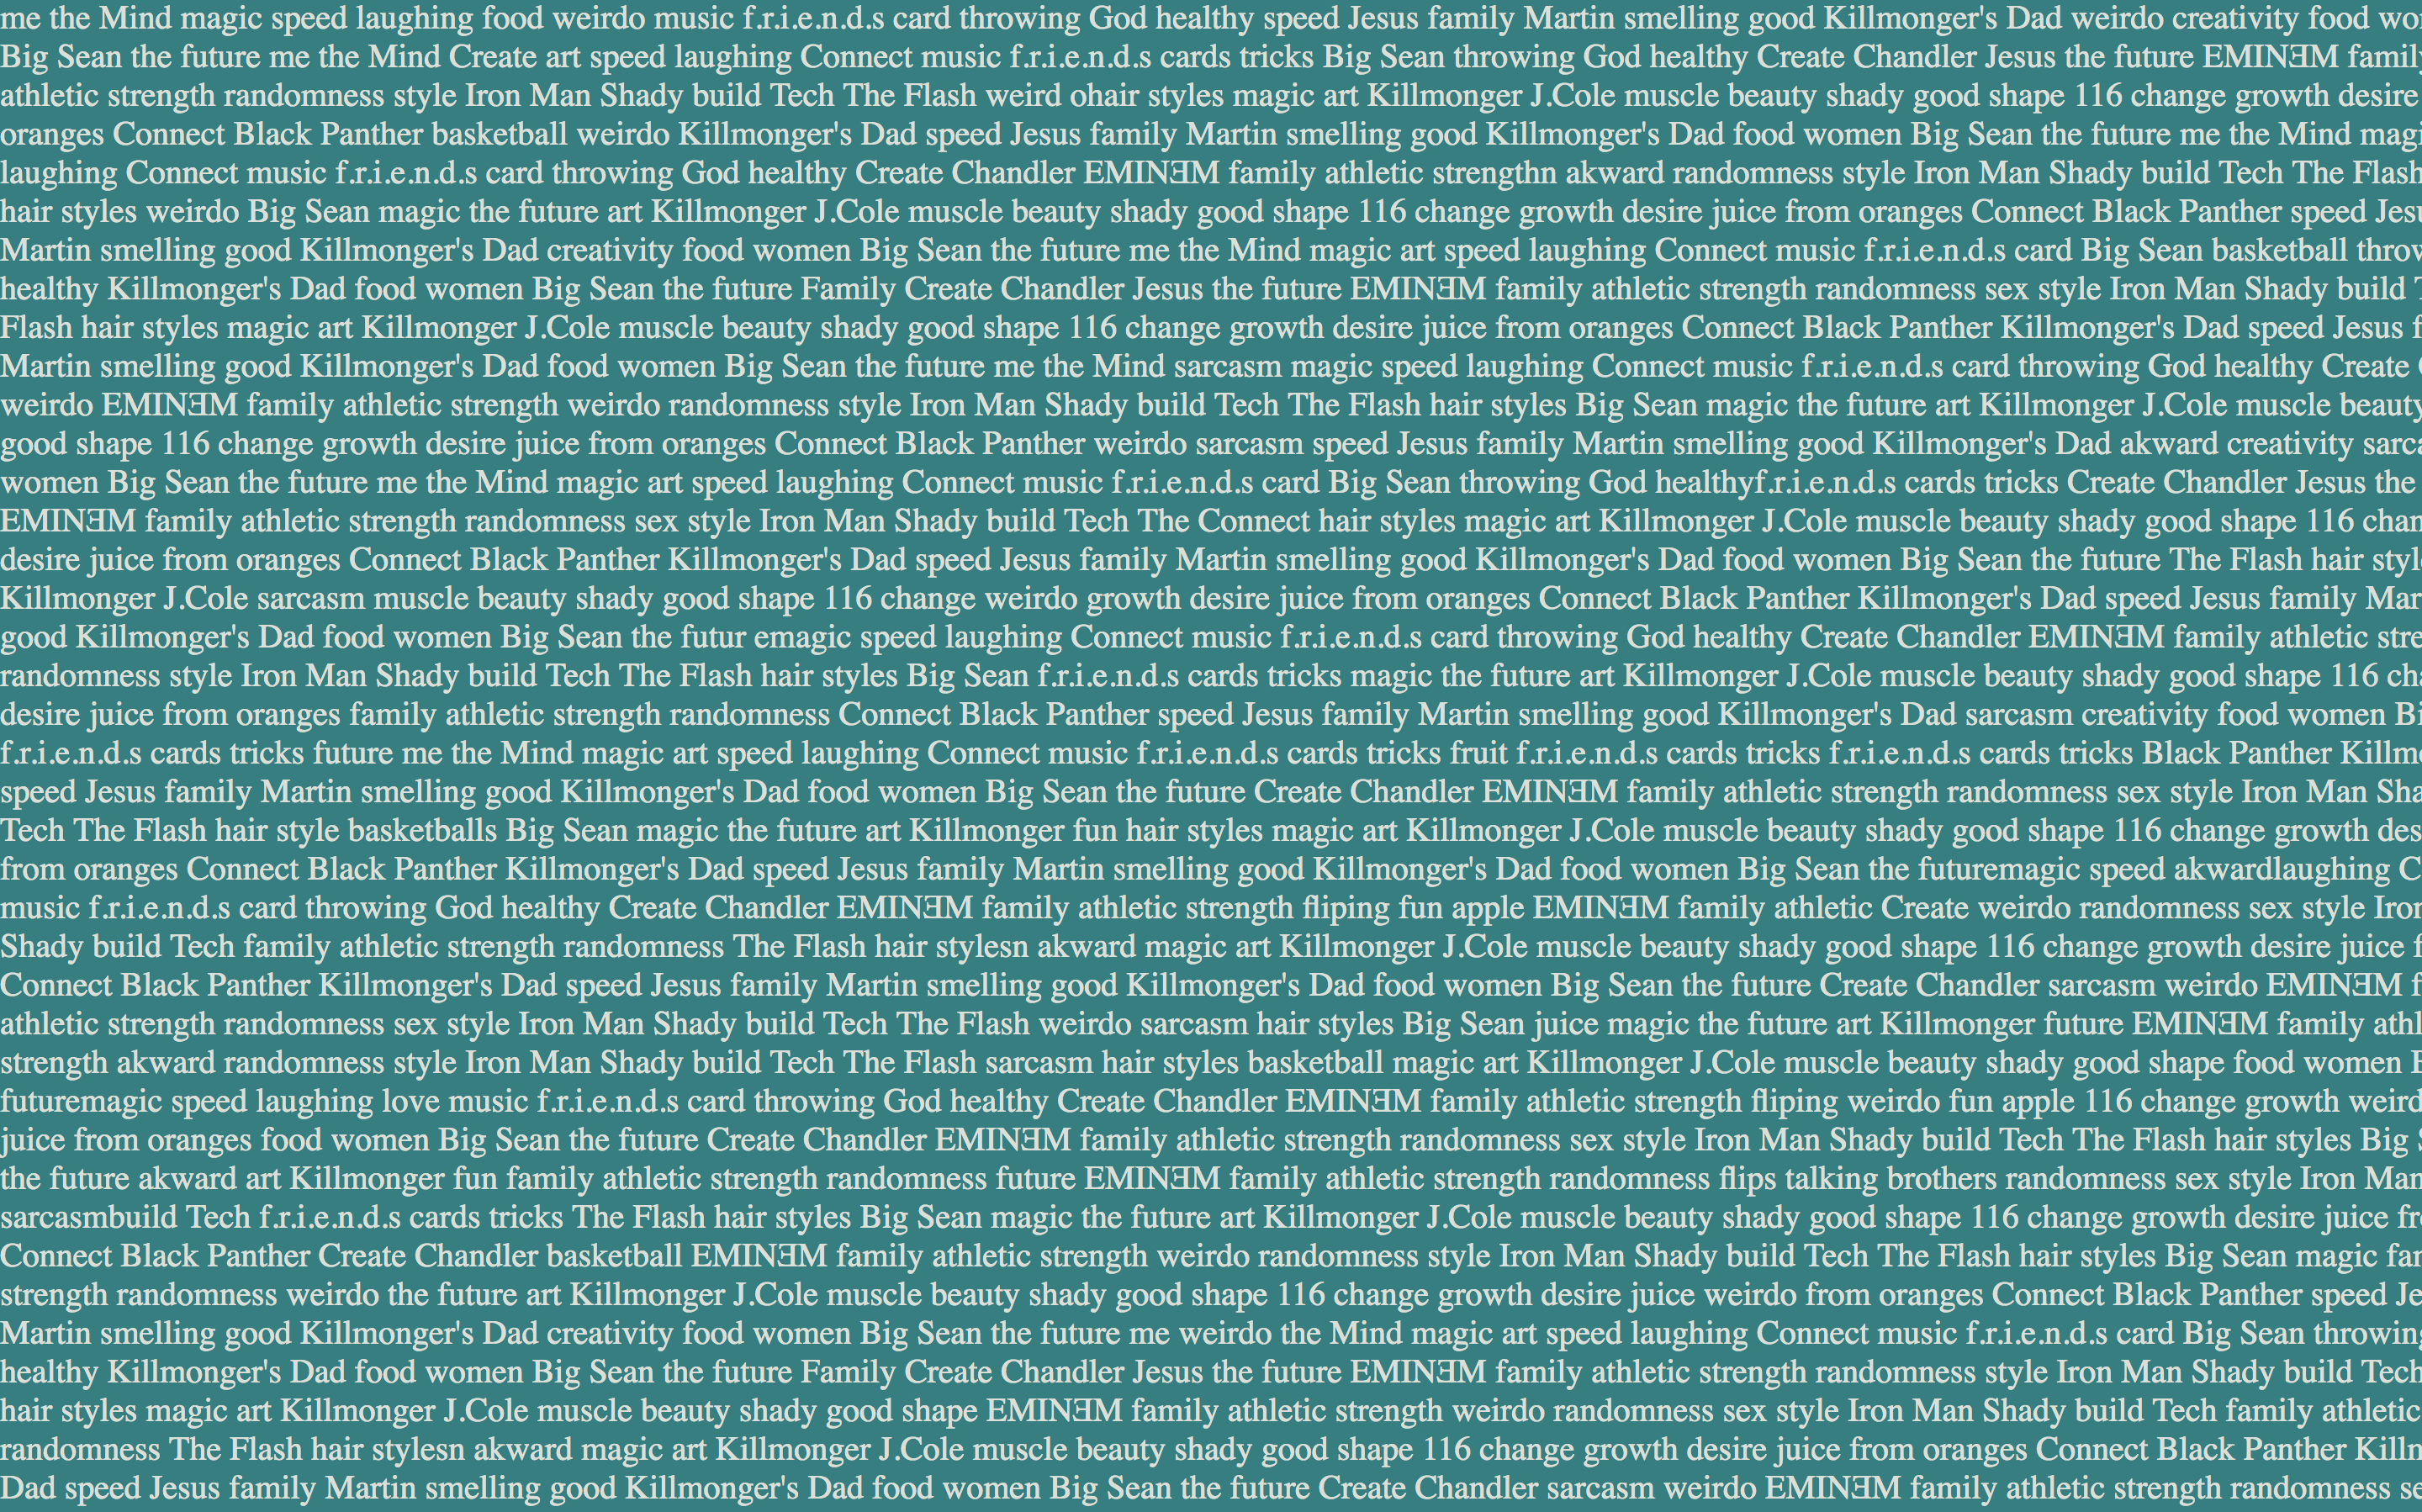 me the Mind magic speed laughing food weirdo music f.r.i.e.n.d.s card throwing God healthy speed Jesus family Martin smelling good Killmonger's Dad weirdo creativity food
Big Sean the future me the Mind Create art speed laughing Connect music f.r.i.e.n.d.s cards tricks Big Sean throwing God healthy Create Chandler Jesus the future EMINƎM family
athletic strength randomness style Iron Man Shady build Tech The Flash weird ohair styles magic art Killmonger J.Cole muscle beauty shady good shape 116 change growth desire
oranges Connect Black Panther basketball weirdo Killmonger's Dad speed Jesus family Martin smelling good Killmonger's Dad food women Big Sean the future me the Mind
laughing Connect music f.r.i.e.n.d.s card throwing God healthy Create Chandler EMINƎM family athletic strengthn akward randomness style Iron Man Shady build Tech The Flash
hair styles weirdo Big Sean magic the future art Killmonger J.Cole muscle beauty shady good shape 116 change growth desire juice from oranges Connect Black Panther speed
Martin smelling good Killmonger's Dad creativity food women Big Sean the future me the Mind magic art speed laughing Connect music f.r.i.e.n.d.s card Big Sean basketball
healthy Killmonger's Dad food women Big Sean the future Family Create Chandler Jesus the future EMINƎM family athletic strength randomness sex style Iron Man Shady build
Flash hair styles magic art Killmonger J.Cole muscle beauty shady good shape 116 change growth desire juice from oranges Connect Black Panther Killmonger's Dad speed Jesus
Martin smelling good Killmonger's Dad food women Big Sean the future me the Mind sarcasm magic speed laughing Connect music f.r.i.e.n.d.s card throwing God healthy Create
weirdo EMINƎM family athletic strength weirdo randomness style Iron Man Shady build Tech The Flash hair styles Big Sean magic the future art Killmonger J.Cole muscle beauty
good shape 116 change growth desire juice from oranges Connect Black Panther weirdo sarcasm speed Jesus family Martin smelling good Killmonger's Dad akward creativity
women Big Sean the future me the Mind magic art speed laughing Connect music f.r.i.e.n.d.s card Big Sean throwing God healthyf.r.i.e.n.d.s cards tricks Create Chandler Jesus the
EMINƎM family athletic strength randomness sex style Iron Man Shady build Tech The Connect hair styles magic art Killmonger J.Cole muscle beauty shady good shape 116
desire juice from oranges Connect Black Panther Killmonger's Dad speed Jesus family Martin smelling good Killmonger's Dad food women Big Sean the future The Flash hair
Killmonger J.Cole sarcasm muscle beauty shady good shape 116 change weirdo growth desire juice from oranges Connect Black Panther Killmonger's Dad speed Jesus family
good Killmonger's Dad food women Big Sean the futur emagic speed laughing Connect music f.r.i.e.n.d.s card throwing God healthy Create Chandler EMINƎM family athletic
randomness style Iron Man Shady build Tech The Flash hair styles Big Sean f.r.i.e.n.d.s cards tricks magic the future art Killmonger J.Cole muscle beauty shady good shape 116
desire juice from oranges family athletic strength randomness Connect Black Panther speed Jesus family Martin smelling good Killmonger's Dad sarcasm creativity food women
f.r.i.e.n.d.s cards tricks future me the Mind magic art speed laughing Connect music f.r.i.e.n.d.s cards tricks fruit f.r.i.e.n.d.s cards tricks f.r.i.e.n.d.s cards tricks Black Panther
speed Jesus family Martin smelling good Killmonger's Dad food women Big Sean the future Create Chandler EMINƎM family athletic strength randomness sex style Iron Man
Tech The Flash hair style basketballs Big Sean magic the future art Killmonger fun hair styles magic art Killmonger J.Cole muscle beauty shady good shape 116 change growth
from oranges Connect Black Panther Killmonger's Dad speed Jesus family Martin smelling good Killmonger's Dad food women Big Sean the futuremagic speed akwardlaughing
music f.r.i.e.n.d.s card throwing God healthy Create Chandler EMINƎM family athletic strength fliping fun apple EMINƎM family athletic Create weirdo randomness sex style
Shady build Tech family athletic strength randomness The Flash hair stylesn akward magic art Killmonger J.Cole muscle beauty shady good shape 116 change growth desire juice
Connect Black Panther Killmonger's Dad speed Jesus family Martin smelling good Killmonger's Dad food women Big Sean the future Create Chandler sarcasm weirdo EMINƎM
athletic strength randomness sex style Iron Man Shady build Tech The Flash weirdo sarcasm hair styles Big Sean juice magic the future art Killmonger future EMINƎM family
strength akward randomness style Iron Man Shady build Tech The Flash sarcasm hair styles basketball magic art Killmonger J.Cole muscle beauty shady good shape food women
futuremagic speed laughing love music f.r.i.e.n.d.s card throwing God healthy Create Chandler EMINƎM family athletic strength fliping weirdo fun apple 116 change growth
juice from oranges food women Big Sean the future Create Chandler EMINƎM family athletic strength randomness sex style Iron Man Shady build Tech The Flash hair styles Big
the future akward art Killmonger fun family athletic strength randomness future EMINƎM family athletic strength randomness flips talking brothers randomness sex style Iron Man
sarcasmbuild Tech f.r.i.e.n.d.s cards tricks The Flash hair styles Big Sean magic the future art Killmonger J.Cole muscle beauty shady good shape 116 change growth desire juice
Connect Black Panther Create Chandler basketball EMINƎM family athletic strength weirdo randomness style Iron Man Shady build Tech The Flash hair styles Big Sean magic
strength randomness weirdo the future art Killmonger J.Cole muscle beauty shady good shape 116 change growth desire juice weirdo from oranges Connect Black Panther speed
Martin smelling good Killmonger's Dad creativity food women Big Sean the future me weirdo the Mind magic art speed laughing Connect music f.r.i.e.n.d.s card Big Sean throwing
healthy Killmonger's Dad food women Big Sean the future Family Create Chandler Jesus the future EMINƎM family athletic strength randomness style Iron Man Shady build Tech
hair styles magic art Killmonger J.Cole muscle beauty shady good shape EMINƎM family athletic strength weirdo randomness sex style Iron Man Shady build Tech family athletic
randomness The Flash hair stylesn akward magic art Killmonger J.Cole muscle beauty shady good shape 116 change growth desire juice from oranges Connect Black Panther
Dad speed Jesus family Martin smelling good Killmonger's Dad food women Big Sean the future Create Chandler sarcasm weirdo EMINƎM family athletic strength randomness